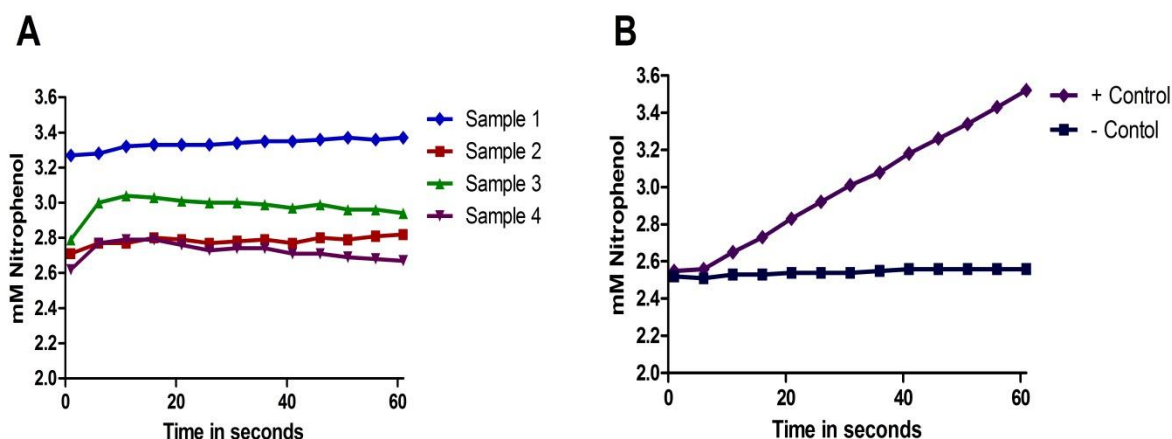 A
mM Nitrophenol
3.6
3.4
3.2
3.0
2.8
2.6
2.4
2.2
2.0
0
20
40
60
Time in seconds
Sample 1
Sample 2
Sample 3
Sample 4
B
mM Nitrophenol
3.6
3.4
3.2
3.0
2.8
2.6
2.4
2.2
2.0
0
20
40
60
Time in seconds
+ Control
- Contol